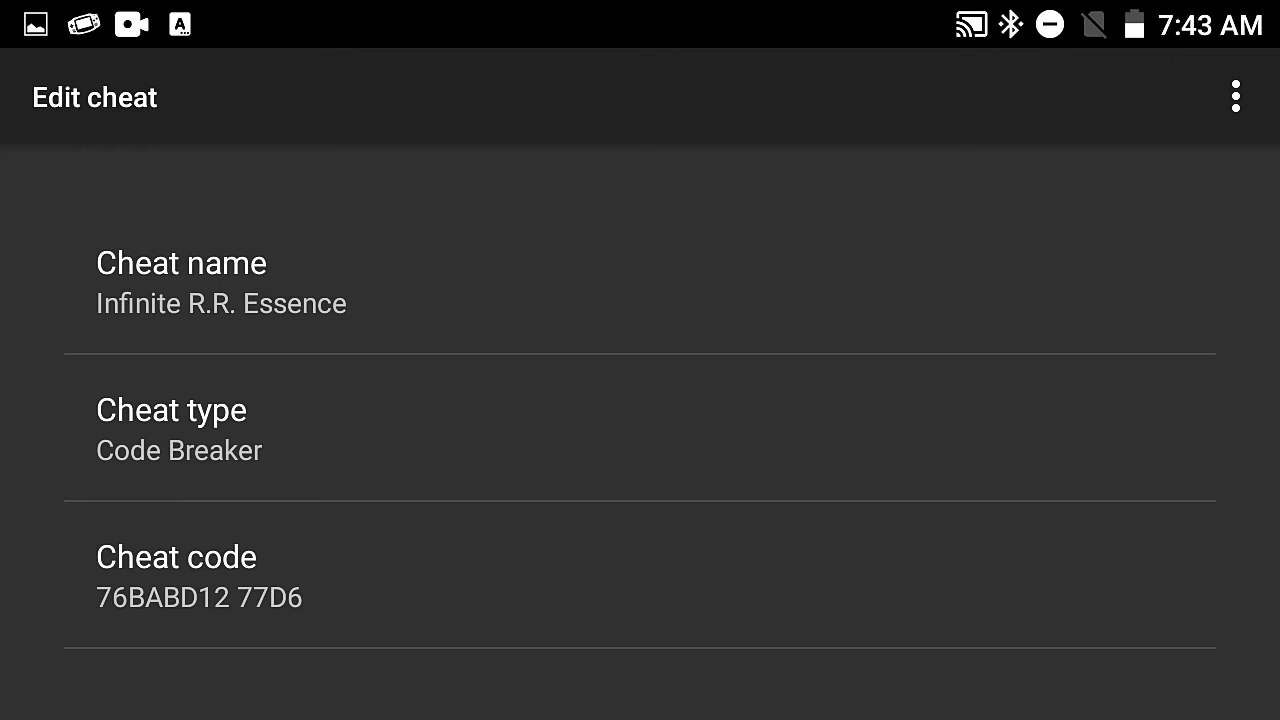 A
7:43 AM
Edit cheat
Cheat name
Infinite R.R. Essence
Cheat type
Code Breaker
Cheat code
76BABD12 77D6